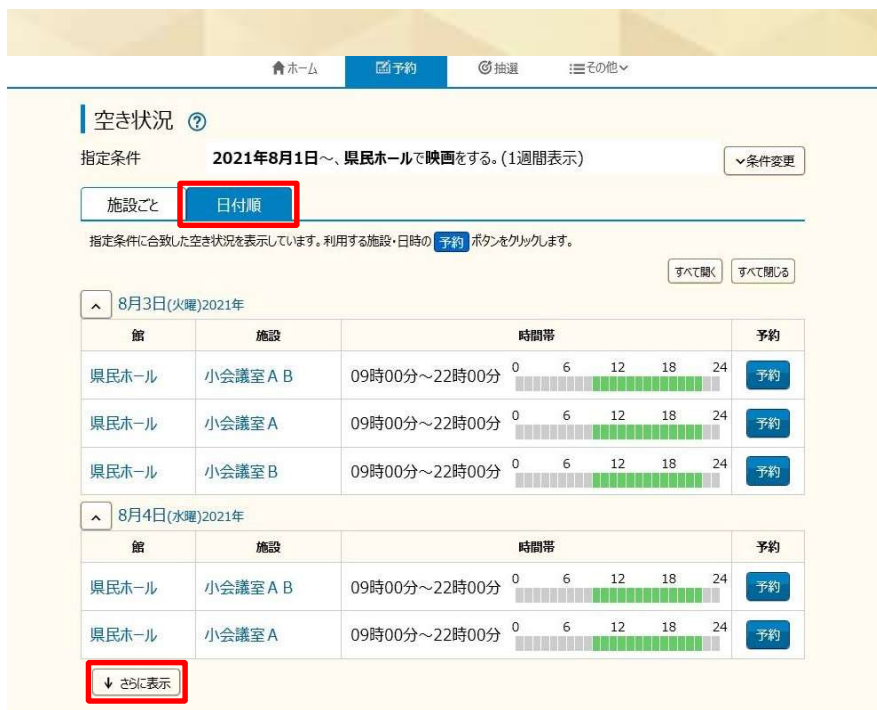 ホーム 予約 抽選 その他
空き状況 ?
指定条件 2021年8月1日～、県民ホールで映画をする。(1週間表示) 条件変更
施設ごと 日付順
指定条件に合致した空き状況を表示しています。利用する施設・日時の 予約 ボタンをクリックします。
すべて開く すべて閉じる
8月3日(火曜)2021年
館 施設 時間帯 予約
県民ホール 小会議室ＡＢ 09時00分～22時00分 0 6 12 18 24 予約
県民ホール 小会議室Ａ 09時00分～22時00分 0 6 12 18 24 予約
県民ホール 小会議室Ｂ 09時00分～22時00分 0 6 12 18 24 予約
8月4日(水曜)2021年
館 施設 時間帯 予約
県民ホール 小会議室ＡＢ 09時00分～22時00分 0 6 12 18 24 予約
県民ホール 小会議室Ａ 09時00分～22時00分 0 6 12 18 24 予約
↓ さらに表示